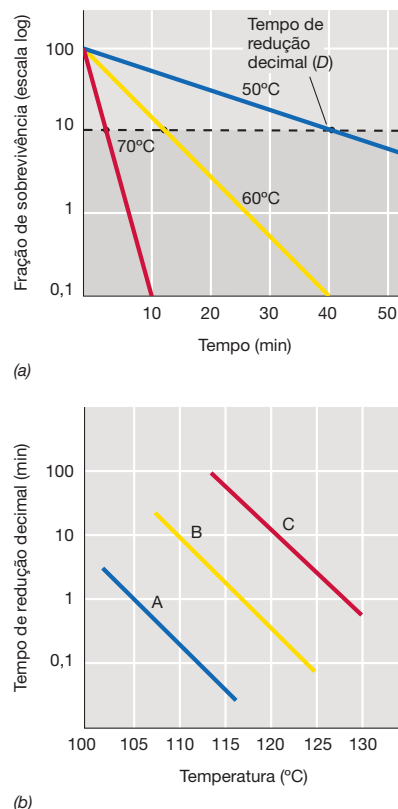 Tempo de
redução
decimal (D)
Fração de sobrevivência (escala log)
100
10
1
0,1
50ºC
70ºC
60ºC
10 20 30 40 50
Tempo (min)
(a)
Tempo de redução decimal (min)
100
10
1
0,1
A
B
C
100 105 110 115 120 125 130
Temperatura (ºC)
(b)